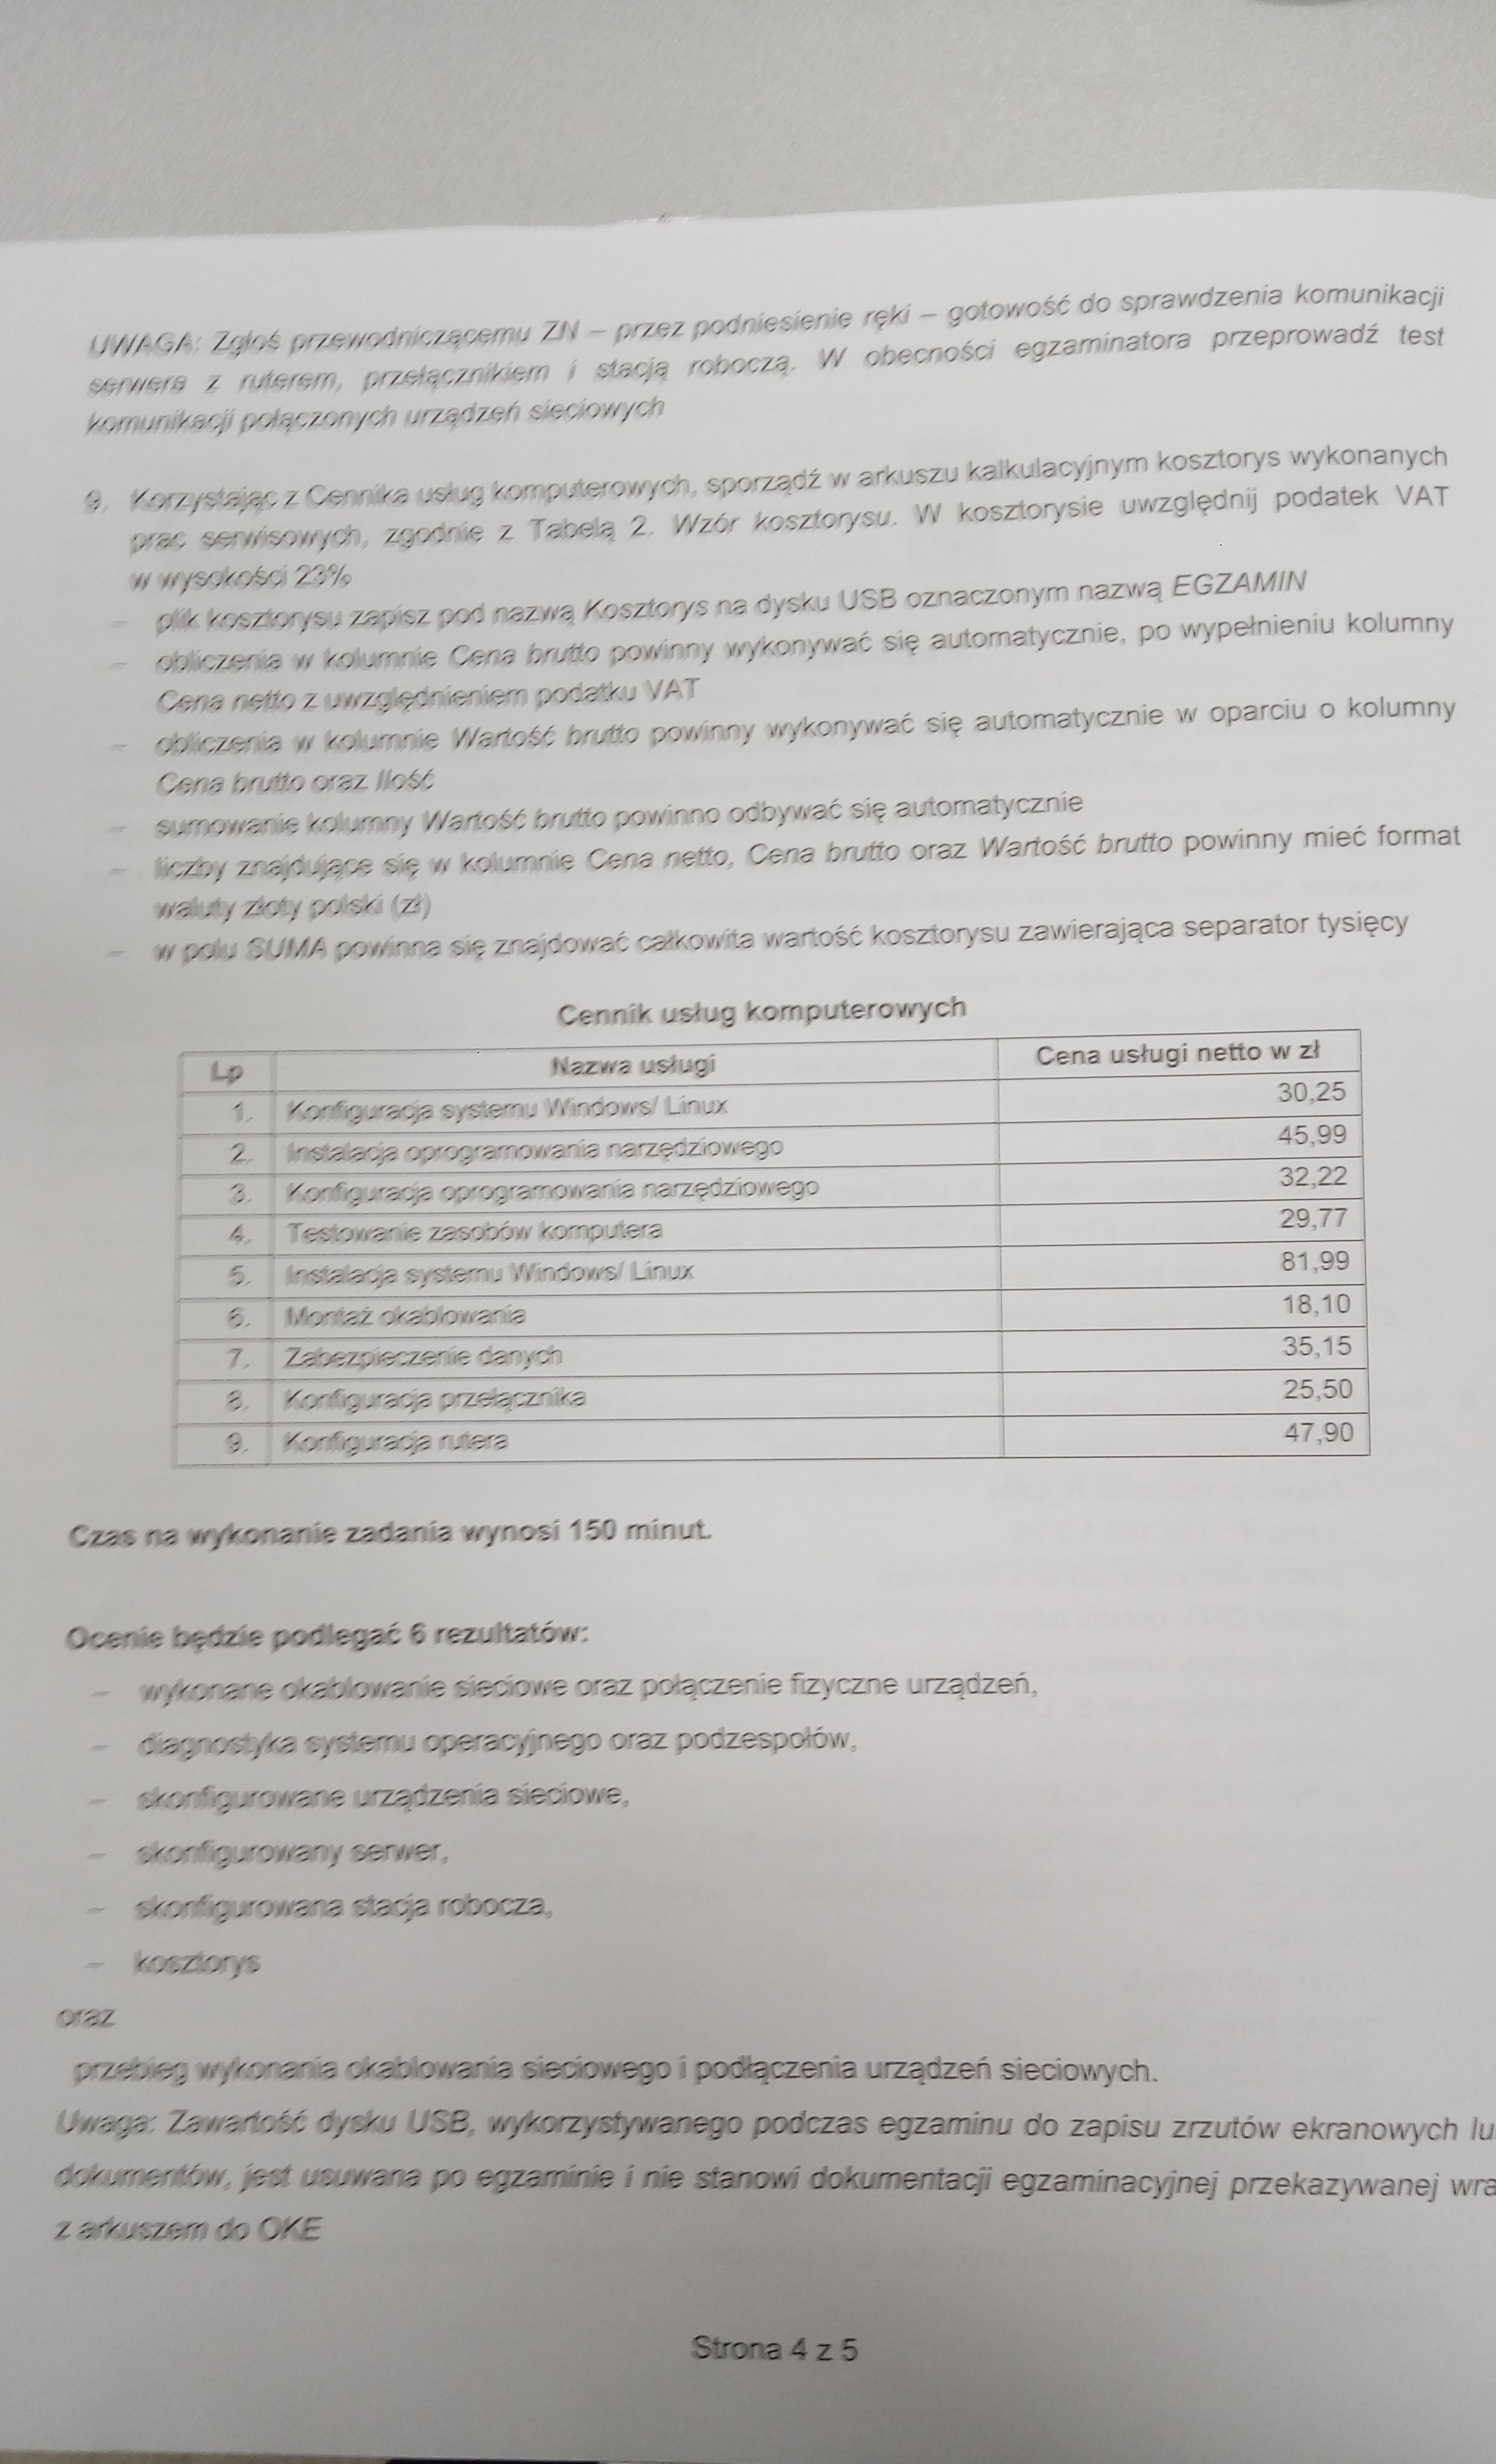 UWAGA: Zgłoś przewodniczącemu ZN – przez podniesienie ręki – gotowość do sprawdzenia komunikacji
serwera z ruterem, przełącznikiem i stacją roboczą. W obecności egzaminatora przeprowadź test
komunikacji połączonych urządzeń sieciowych
9. Korzystając z Cennika usług komputerowych, sporządź w arkuszu kalkulacyjnym kosztorys wykonanych
prac serwisowych, zgodnie z Tabelą 2. Wzór kosztorysu. W kosztorysie uwzględnij podatek VAT
w wysokości 23%
– plik kosztorysu zapisz pod nazwą Kosztorys na dysku USB oznaczonym nazwą EGZAMIN
– obliczenia w kolumnie Cena brutto powinny wykonywać się automatycznie, po wypełnieniu kolumny
Cena netto z uwzględnieniem podatku VAT
– obliczenia w kolumnie Wartość brutto powinny wykonywać się automatycznie w oparciu o kolumny
Cena brutto oraz Ilość
– sumowanie kolumny Wartość brutto powinno odbywać się automatycznie
– liczby znajdujące się w kolumnie Cena netto, Cena brutto oraz Wartość brutto powinny mieć format
waluty złoty polski (zł)
– w polu SUMA powinna się znajdować całkowita wartość kosztorysu zawierająca separator tysięcy
Cennik usług komputerowych
Lp Nazwa usługi Cena usługi netto w zł
1. Konfiguracja systemu Windows/ Linux 30,25
2. Instalacja oprogramowania narzędziowego 45,99
3. Konfiguracja oprogramowania narzędziowego 32,22
4. Testowanie zasobów komputera 29,77
5. Instalacja systemu Windows/ Linux 81,99
6. Montaż okablowania 18,10
7. Zabezpieczenie danych 35,15
8. Konfiguracja przełącznika 25,50
9. Konfiguracja rutera 47,90
Czas na wykonanie zadania wynosi 150 minut.
Ocenie będzie podlegać 6 rezultatów:
– wykonane okablowanie sieciowe oraz połączenie fizyczne urządzeń,
– diagnostyka systemu operacyjnego oraz podzespołów,
– skonfigurowane urządzenia sieciowe,
– skonfigurowany serwer,
– skonfigurowana stacja robocza,
– kosztorys
oraz
przebieg wykonania okablowania sieciowego i podłączenia urządzeń sieciowych.
Uwaga: Zawartość dysku USB, wykorzystywanego podczas egzaminu do zapisu zrzutów ekranowych lu
dokumentów, jest usuwana po egzaminie i nie stanowi dokumentacji egzaminacyjnej przekazywanej wra
z arkuszem do OKE
Strona 4 z 5